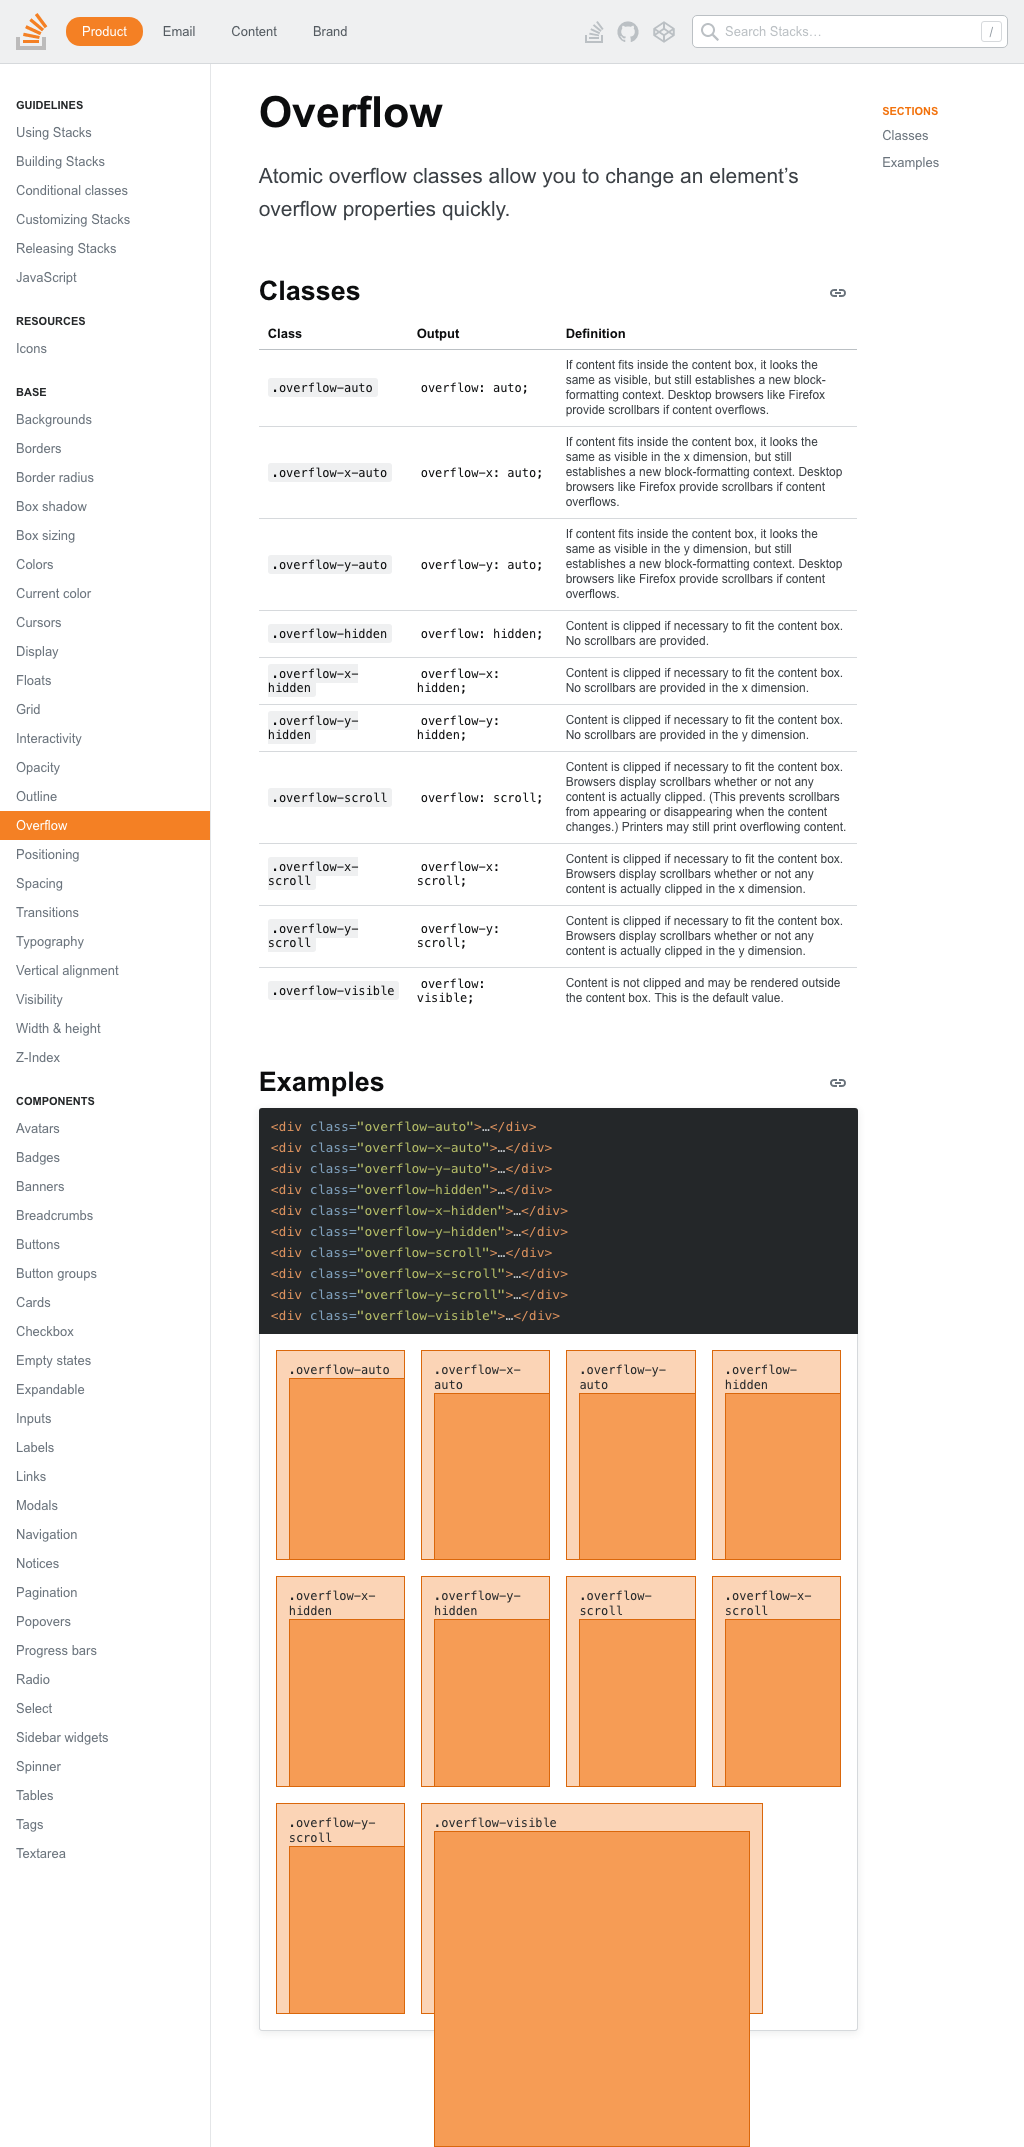 Product
Email
Content
Brand
Search Stacks…
/
GUIDELINES
Using Stacks
Building Stacks
Conditional classes
Customizing Stacks
Releasing Stacks
JavaScript
RESOURCES
Icons
BASE
Backgrounds
Borders
Border radius
Box shadow
Box sizing
Colors
Current color
Cursors
Display
Floats
Grid
Interactivity
Opacity
Outline
Overflow
Positioning
Spacing
Transitions
Typography
Vertical alignment
Visibility
Width & height
Z-Index
COMPONENTS
Avatars
Badges
Banners
Breadcrumbs
Buttons
Button groups
Cards
Checkbox
Empty states
Expandable
Inputs
Labels
Links
Modals
Navigation
Notices
Pagination
Popovers
Progress bars
Radio
Select
Sidebar widgets
Spinner
Tables
Tags
Textarea
Overflow
Atomic overflow classes allow you to change an element’s
overflow properties quickly.
SECTIONS
Classes
Examples
Classes
Class Output Definition
.overflow-auto
overflow: auto;
If content fits inside the content box, it looks the
same as visible, but still establishes a new block-
formatting context. Desktop browsers like Firefox
provide scrollbars if content overflows.
.overflow-x-auto
overflow-x: auto;
If content fits inside the content box, it looks the
same as visible in the x dimension, but still
establishes a new block-formatting context. Desktop
browsers like Firefox provide scrollbars if content
overflows.
.overflow-y-auto
overflow-y: auto;
If content fits inside the content box, it looks the
same as visible in the y dimension, but still
establishes a new block-formatting context. Desktop
browsers like Firefox provide scrollbars if content
overflows.
.overflow-hidden
overflow: hidden;
Content is clipped if necessary to fit the content box.
No scrollbars are provided.
.overflow-x-
hidden
overflow-x:
hidden;
Content is clipped if necessary to fit the content box.
No scrollbars are provided in the x dimension.
.overflow-y-
hidden
overflow-y:
hidden;
Content is clipped if necessary to fit the content box.
No scrollbars are provided in the y dimension.
.overflow-scroll
overflow: scroll;
Content is clipped if necessary to fit the content box.
Browsers display scrollbars whether or not any
content is actually clipped. (This prevents scrollbars
from appearing or disappearing when the content
changes.) Printers may still print overflowing content.
.overflow-x-
scroll
overflow-x:
scroll;
Content is clipped if necessary to fit the content box.
Browsers display scrollbars whether or not any
content is actually clipped in the x dimension.
.overflow-y-
scroll
overflow-y:
scroll;
Content is clipped if necessary to fit the content box.
Browsers display scrollbars whether or not any
content is actually clipped in the y dimension.
.overflow-visible
overflow:
visible;
Content is not clipped and may be rendered outside
the content box. This is the default value.
Examples
<div class="overflow-auto">…</div>
<div class="overflow-x-auto">…</div>
<div class="overflow-y-auto">…</div>
<div class="overflow-hidden">…</div>
<div class="overflow-x-hidden">…</div>
<div class="overflow-y-hidden">…</div>
<div class="overflow-scroll">…</div>
<div class="overflow-x-scroll">…</div>
<div class="overflow-y-scroll">…</div>
<div class="overflow-visible">…</div>
.overflow-auto
.overflow-x-
auto
.overflow-y-
auto
.overflow-
hidden
.overflow-x-
hidden
.overflow-y-
hidden
.overflow-
scroll
.overflow-x-
scroll
.overflow-y-
scroll
.overflow-visible